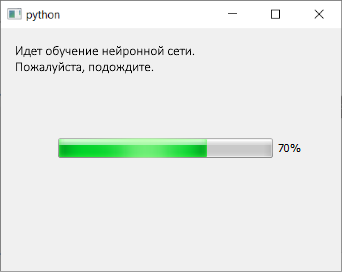 python
Идет обучение нейронной сети.
Пожалуйста, подождите.
70%